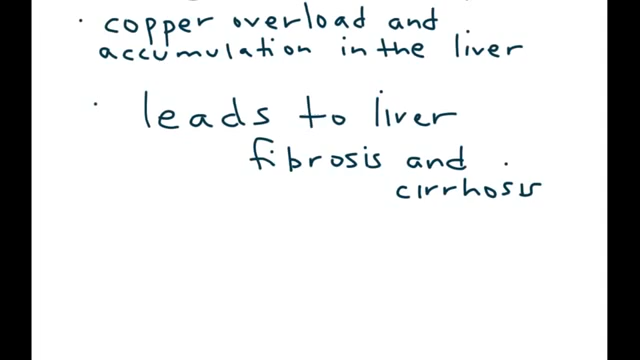 · copper overload and
accumulation in the liver
· leads to liver
fibrosis and
cirrhosis